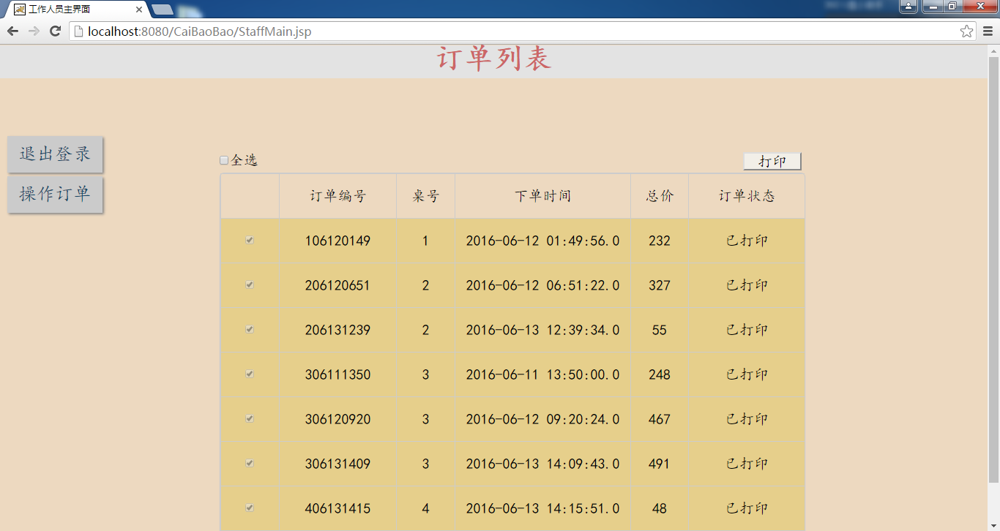 工作人员主界面
localhost:8080/CaiBaoBao/StaffMain.jsp
订单列表
退出登录
操作订单
全选 打印
订单编号 桌号 下单时间 总价 订单状态
106120149 1 2016-06-12 01:49:56.0 232 已打印
206120651 2 2016-06-12 06:51:22.0 327 已打印
206131239 2 2016-06-13 12:39:34.0 55 已打印
306111350 3 2016-06-11 13:50:00.0 248 已打印
306120920 3 2016-06-12 09:20:24.0 467 已打印
306131409 3 2016-06-13 14:09:43.0 491 已打印
406131415 4 2016-06-13 14:15:51.0 48 已打印